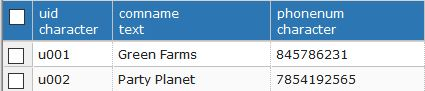 uid comname phonenum
character text character
u001 Green Farms 845786231
u002 Party Planet 7854192565